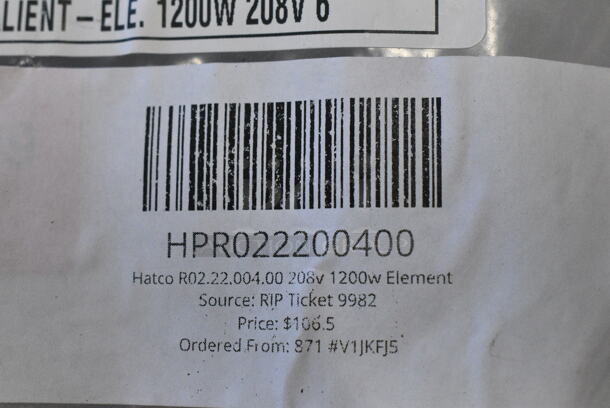 LIENT-ELE. 1200W 208V 6
HPR022200400
Hatco R02.22.004.00 208v 1200w Element
Source: RIP Ticket 9982
Price: $106.5
Ordered From: 871 #V1JKFJ5